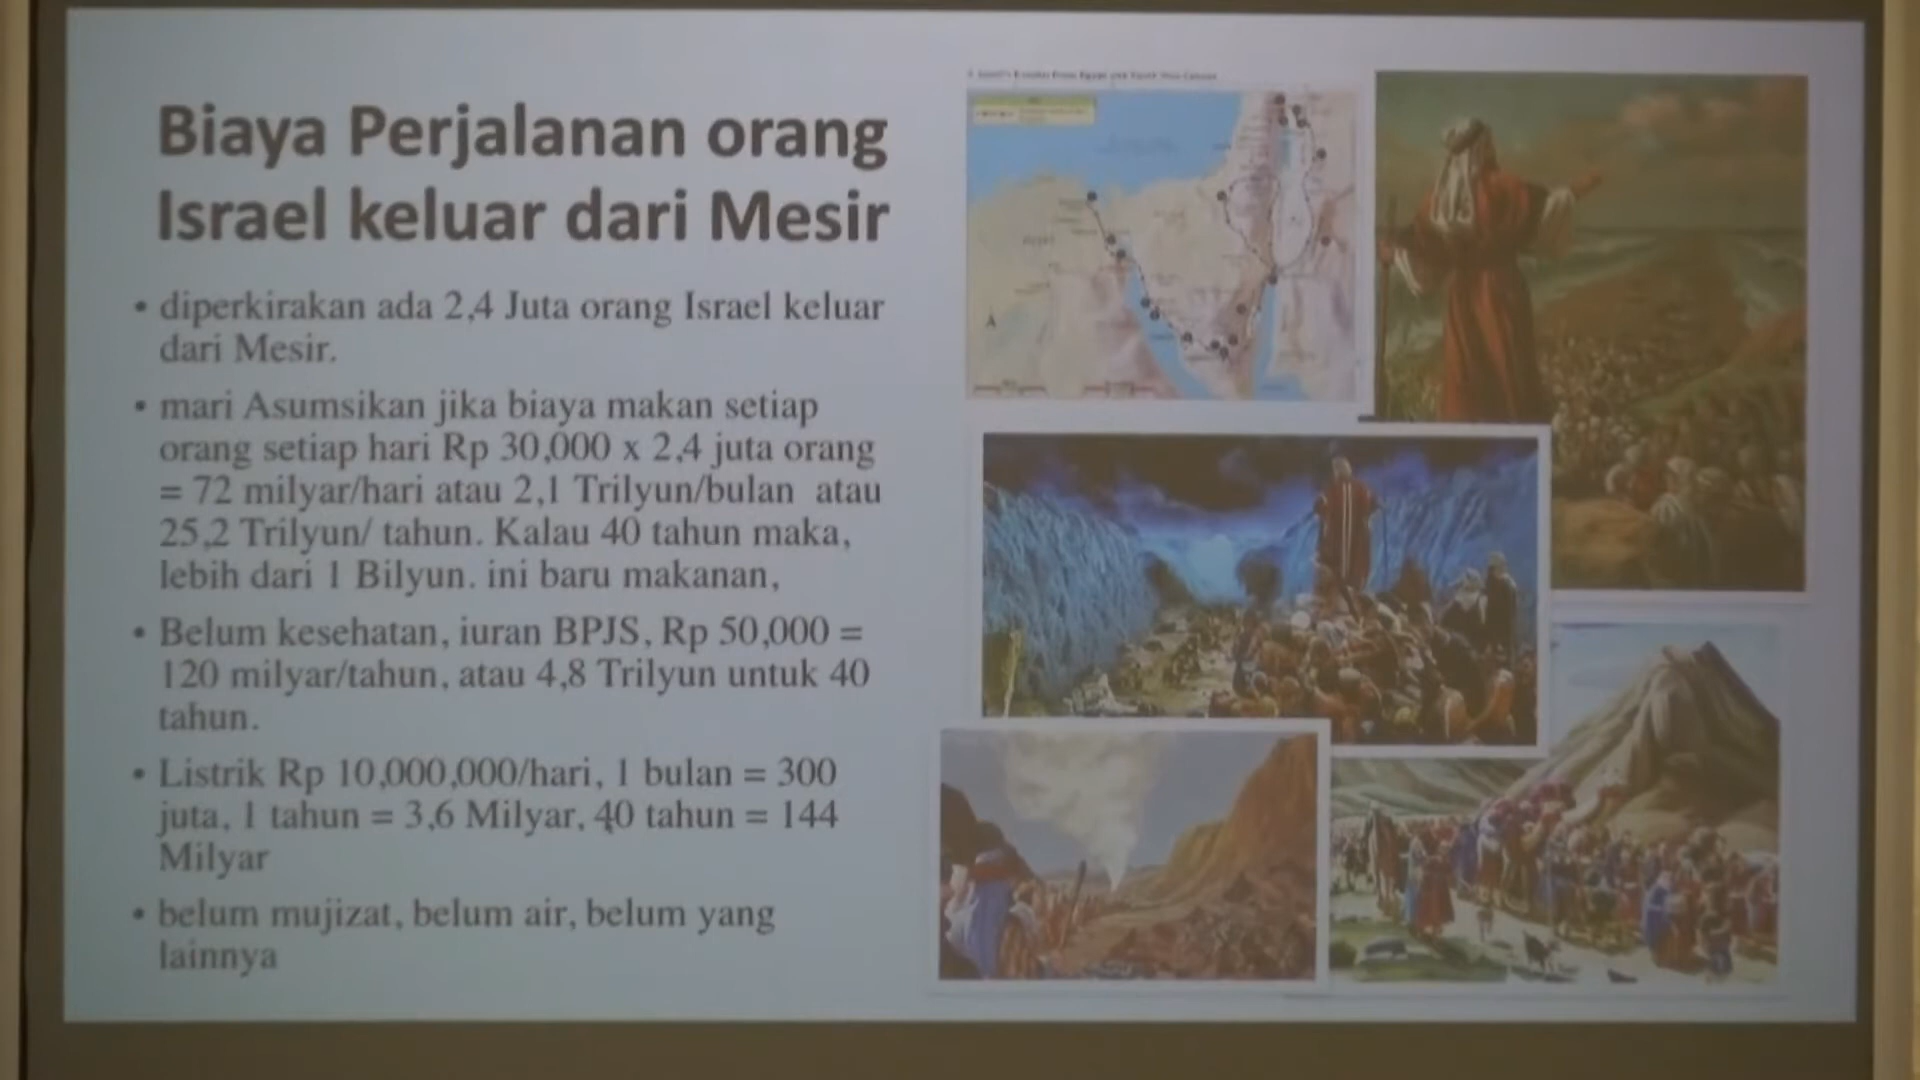 Biaya Perjalanan orang
Israel keluar dari Mesir
• diperkirakan ada 2,4 Juta orang Israel keluar
dari Mesir.
• mari Asumsikan jika biaya makan setiap
orang setiap hari Rp 30,000 x 2,4 juta orang
= 72 milyar/hari atau 2,1 Trilyun/bulan atau
25,2 Trilyun/ tahun. Kalau 40 tahun maka,
lebih dari 1 Bilyun. ini baru makanan,
• Belum kesehatan, iuran BPJS, Rp 50,000 =
120 milyar/tahun, atau 4,8 Trilyun untuk 40
tahun.
• Listrik Rp 10,000,000/hari, 1 bulan = 300
juta, 1 tahun = 3,6 Milyar, 40 tahun = 144
Milyar
• belum mujizat, belum air, belum yang
lainnya